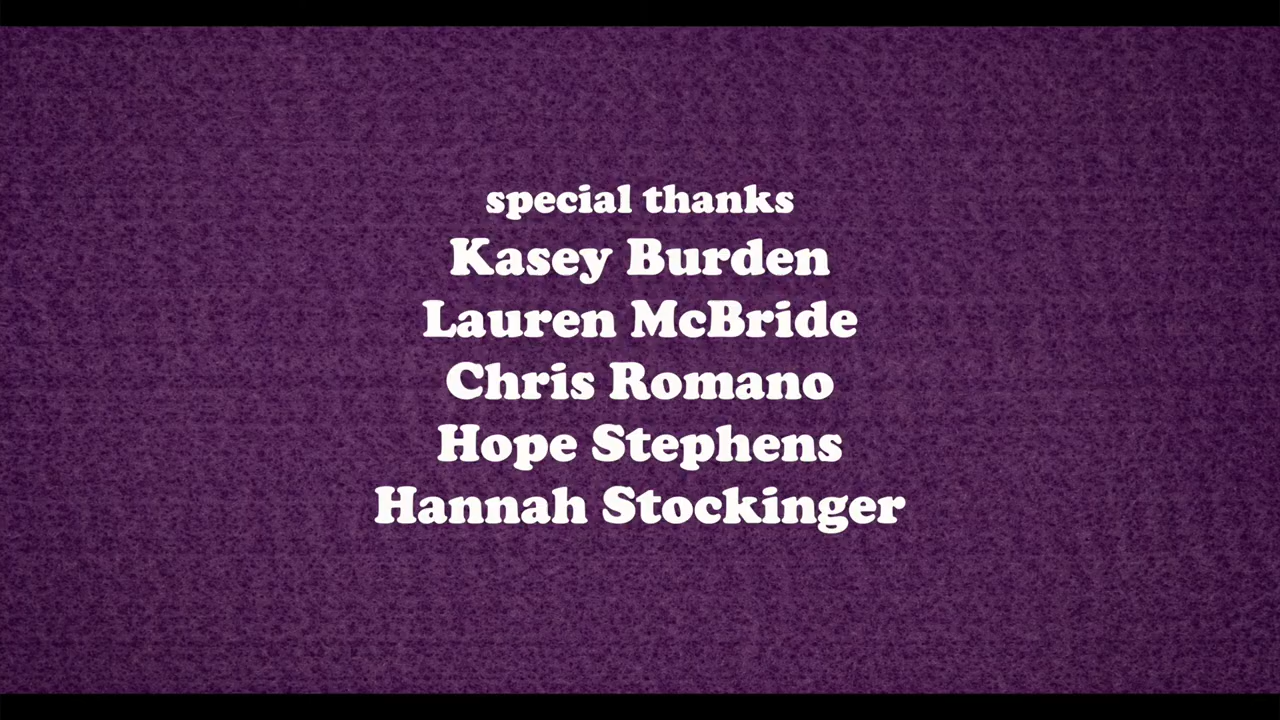 special thanks
Kasey Burden
Lauren McBride
Chris Romano
Hope Stephens
Hannah Stockinger